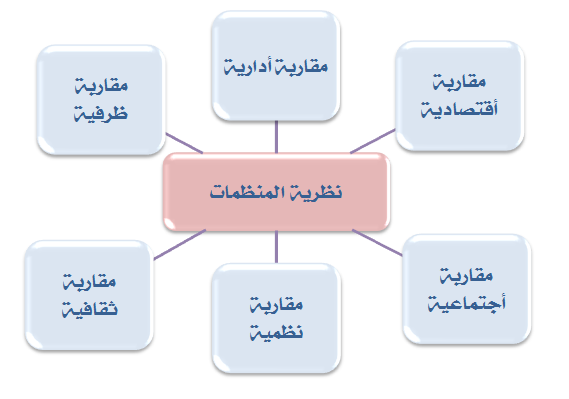 مقاربة أدارية
مقاربة
أقتصادية
مقاربة
ظرفية
نظرية المنظمات
مقاربة
أجتماعية
مقاربة
نظمية
مقاربة
ثقافية